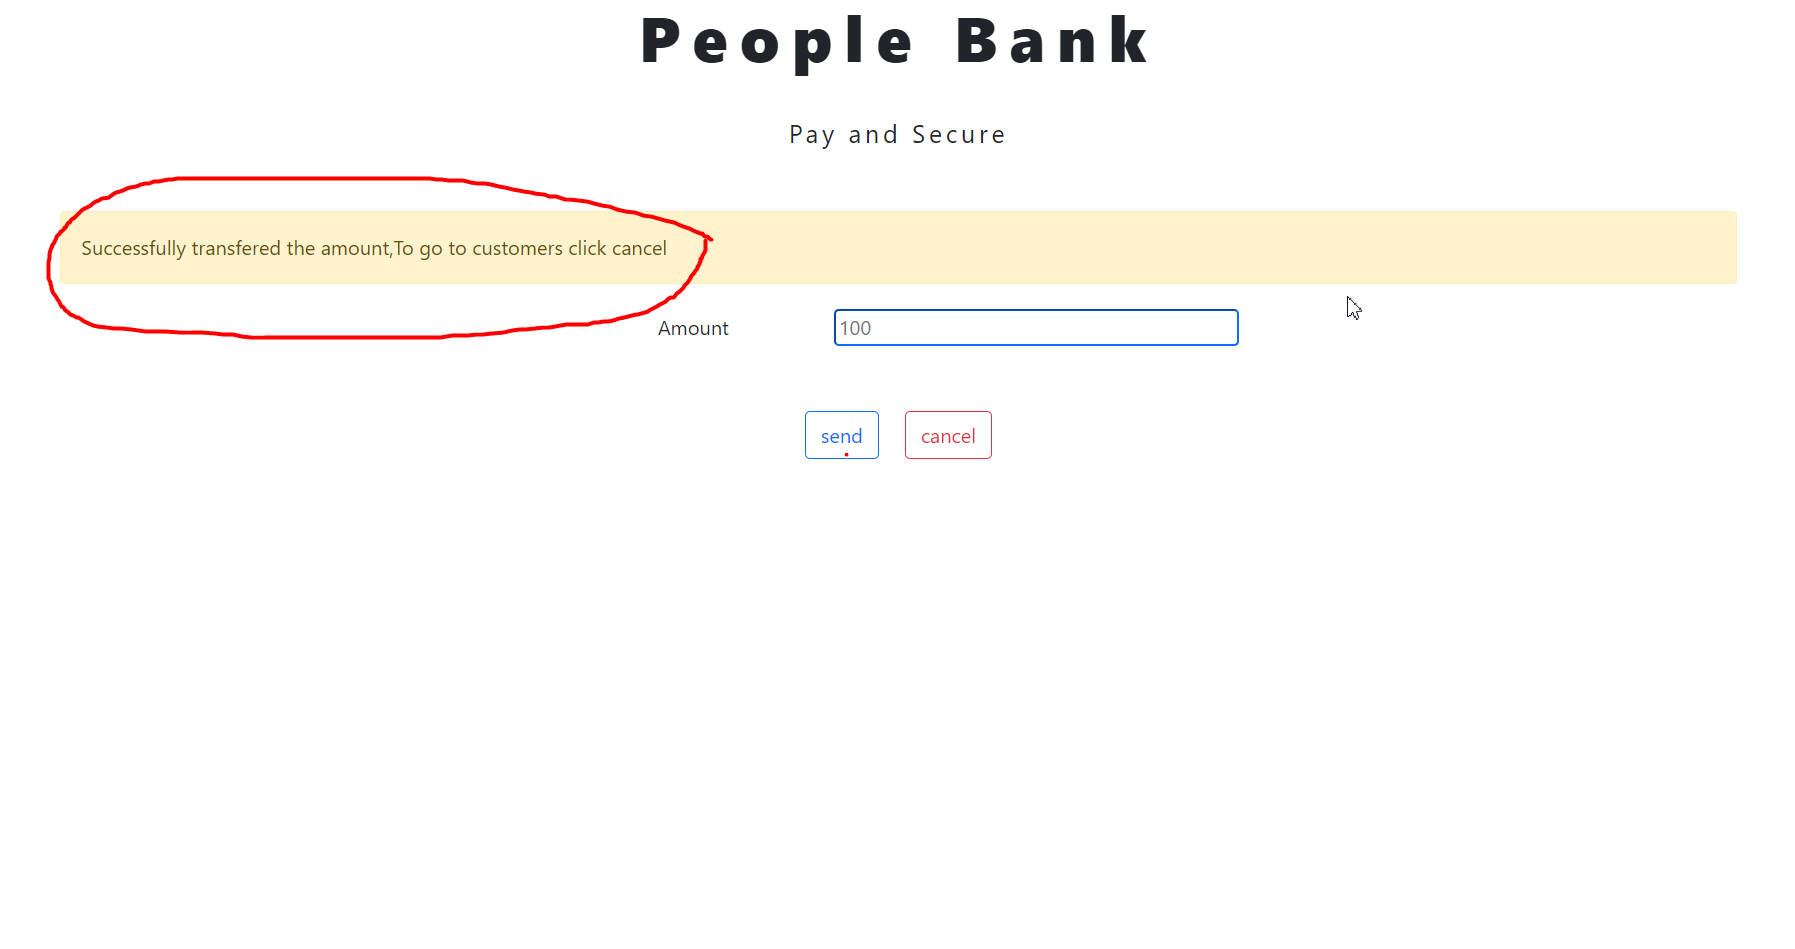 People Bank
Pay and Secure
Successfully transfered the amount,To go to customers click cancel
Amount 100
send cancel